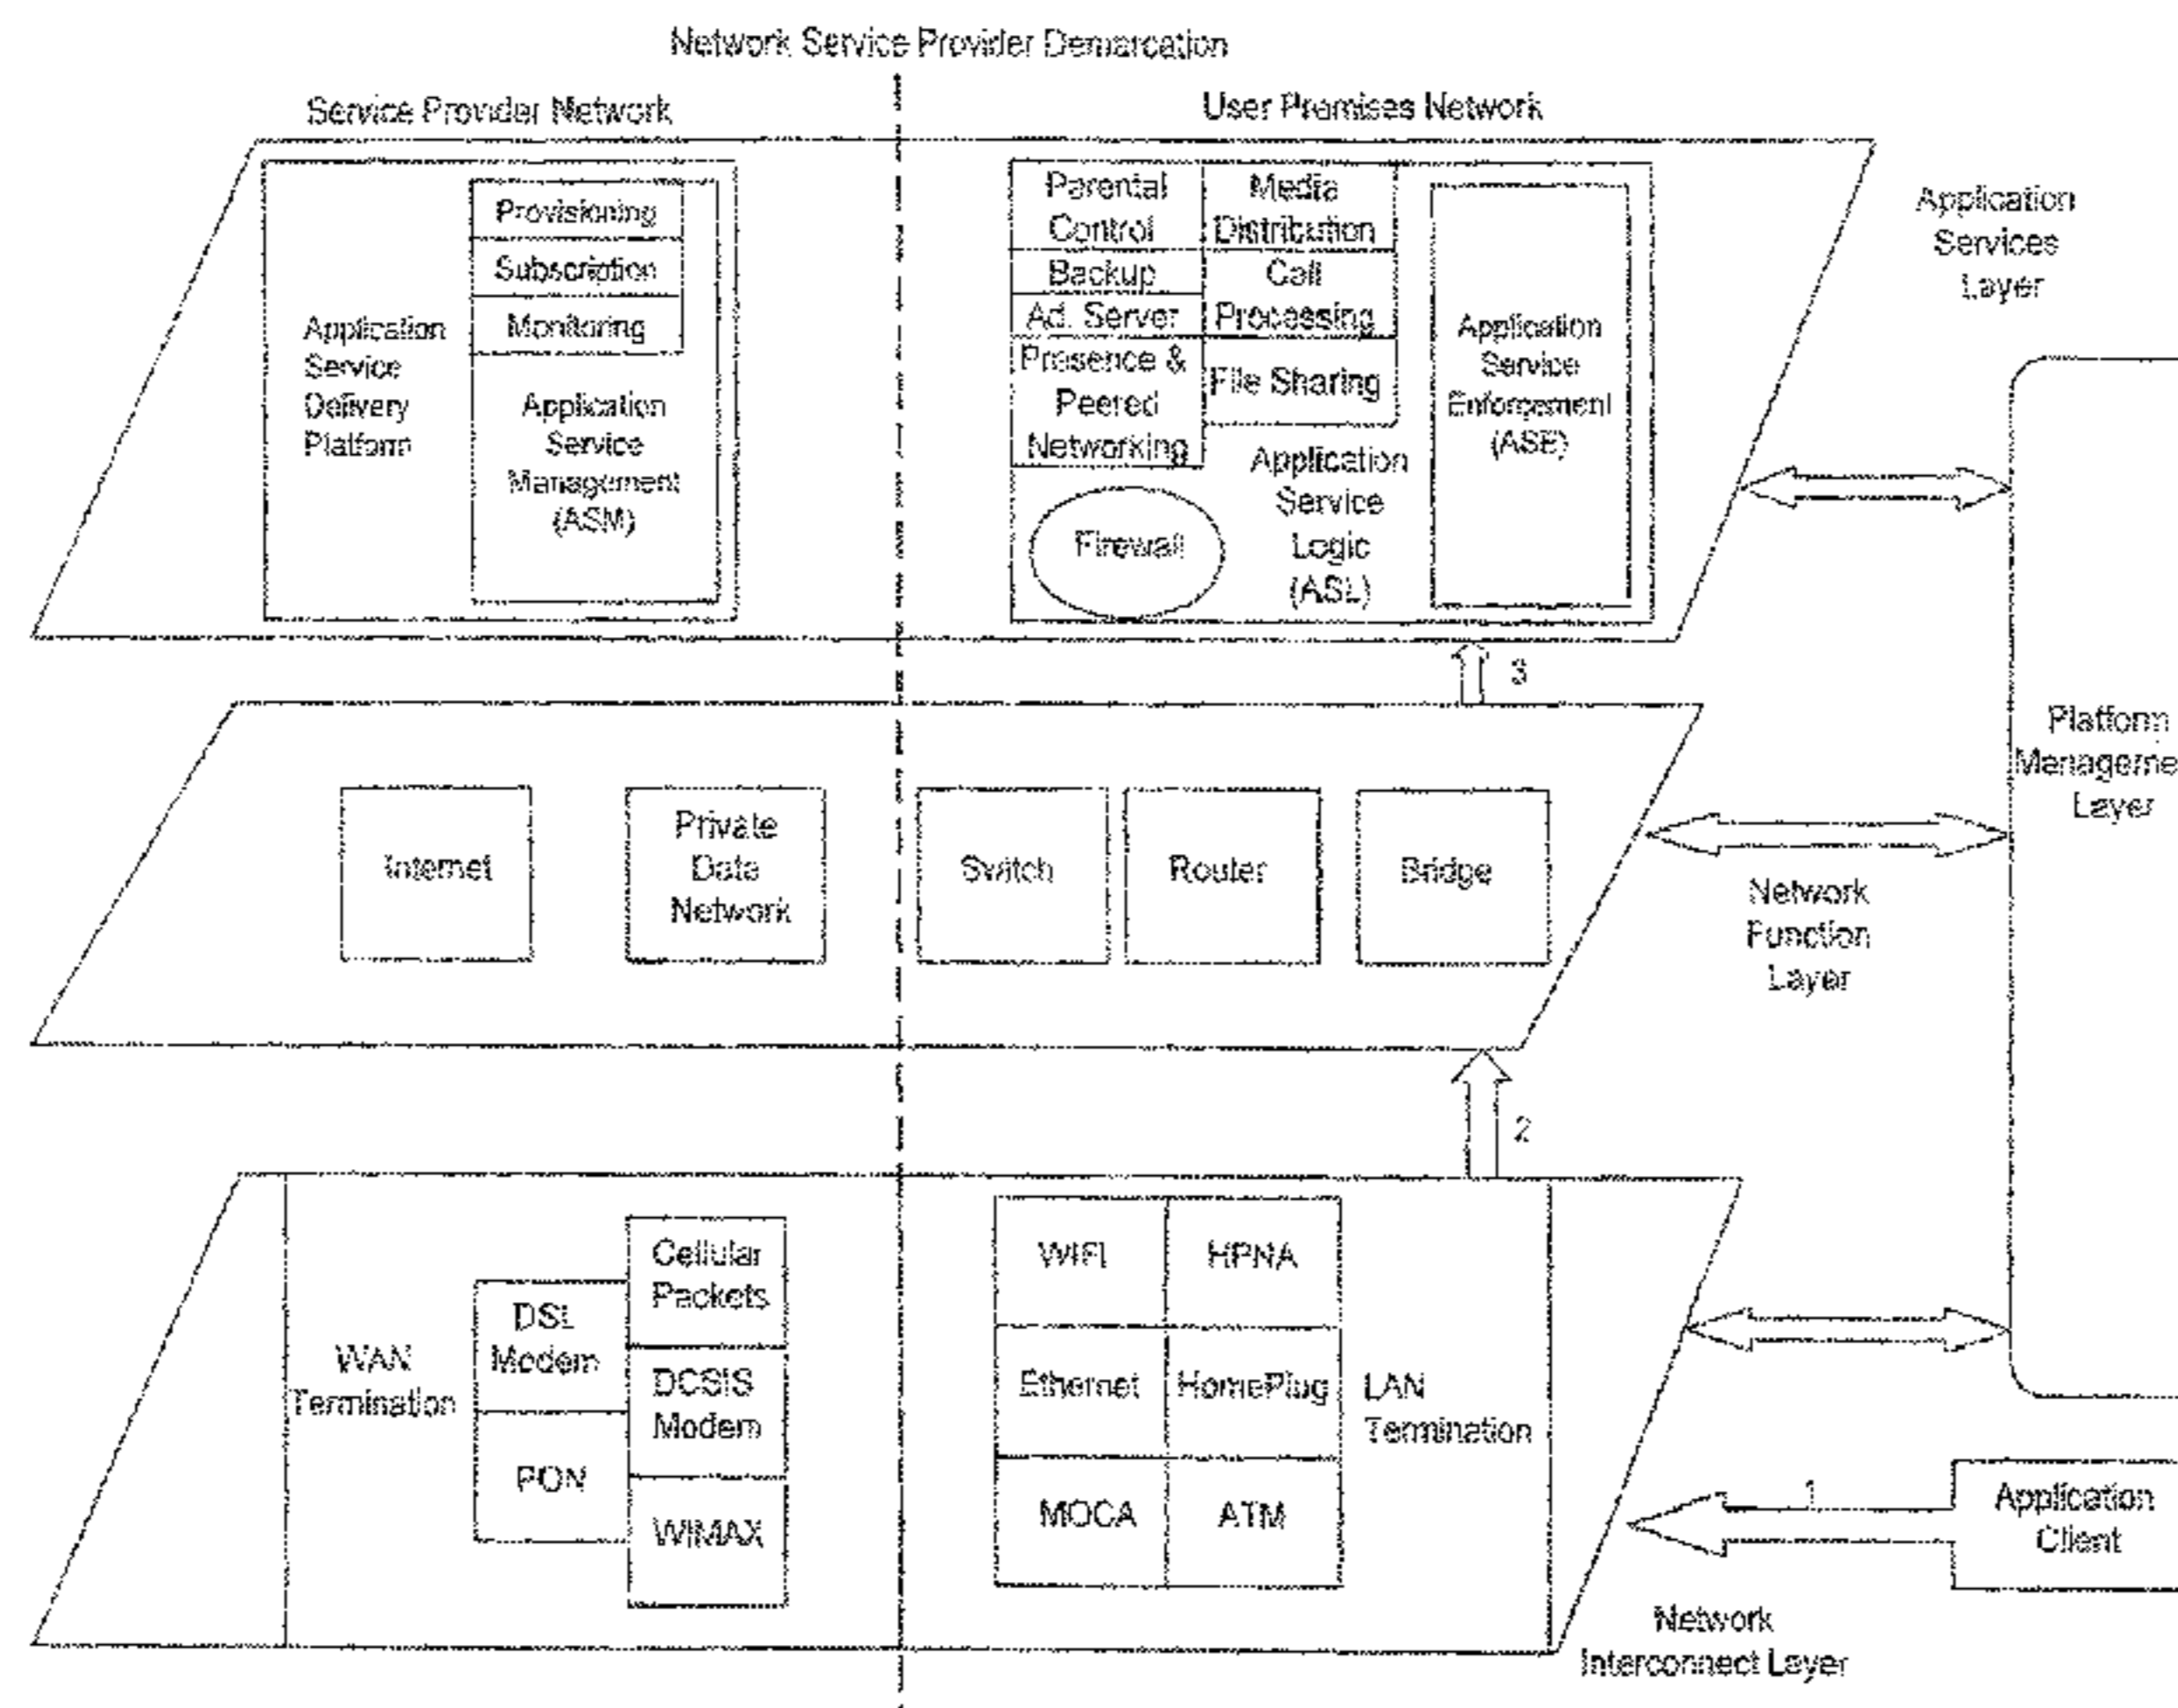 Network Service Provider Demarcation
Service Provider Network
User Premises Network
Provisioning
Subscription
Monitoring
Application
Service
Delivery
Platform
Application
Service
Management
(ASM)
Parental
Control
Media
Distribution
Backup
Call
Processing
Ad. Server
Presence &
Peered
Networking
File Sharing
Firewall
Application
Service
Logic
(ASL)
Application
Service
Enforcement
(ASE)
Application
Services
Layer
3
Platform
Manageme
Layer
Internet
Private
Data
Network
Switch
Router
Bridge
Network
Function
Layer
2
WAN
Termination
DSL
Modem
PON
Cellular
Packets
DCSIS
Modem
WIMAX
WIFI
HPNA
Ethernet
HomePlug
MOCA
ATM
LAN
Termination
1
Application
Client
Network
Interconnect Layer